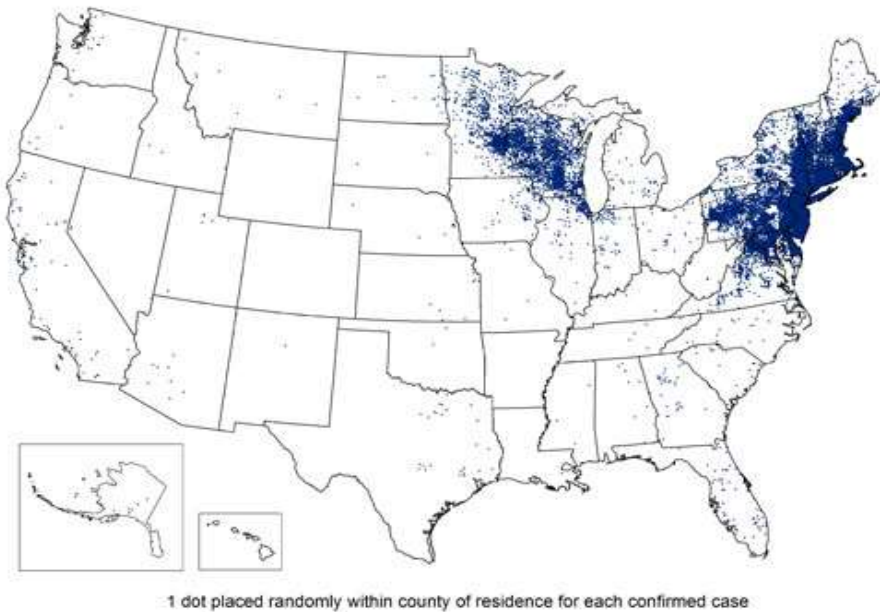 1 dot placed randomly within county of residence for each confirmed case